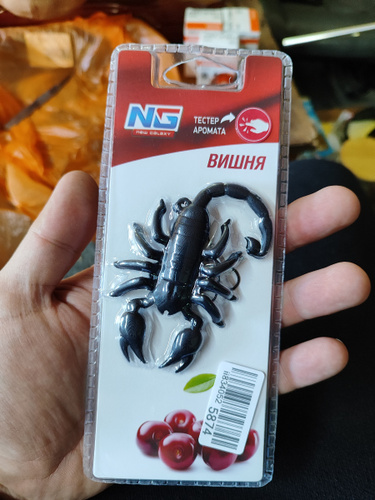 NG
NEW GALAXY
ТЕСТЕР
АРОМАТА
ВИШНЯ
5874